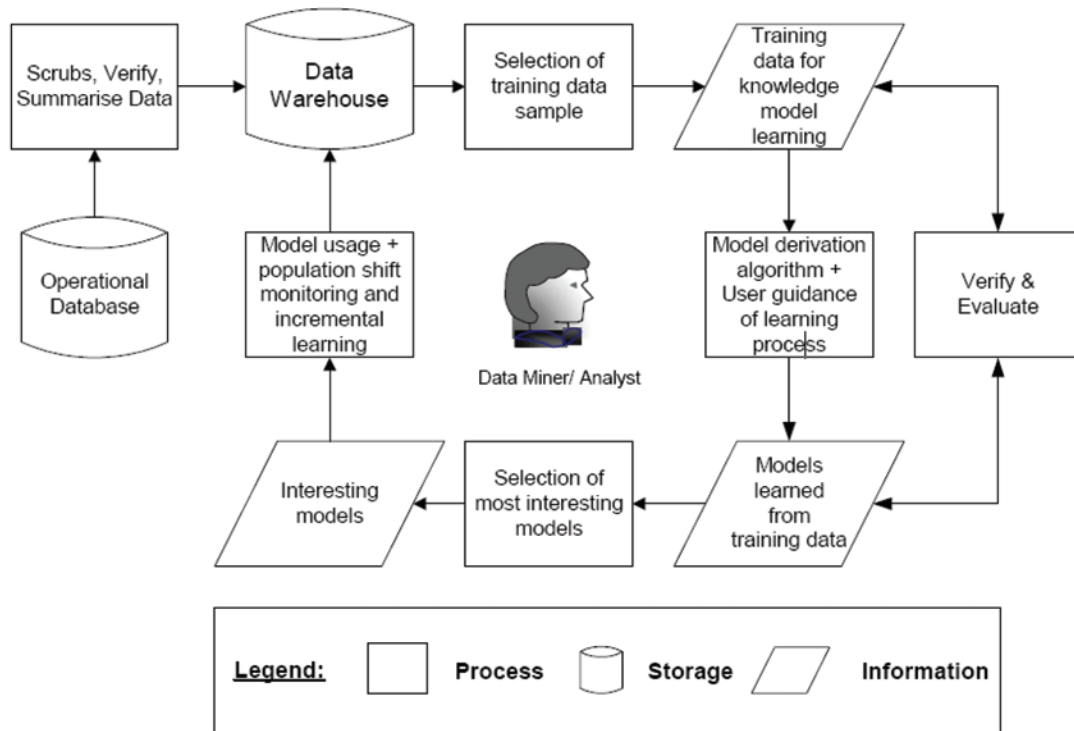 Scrubs, Verify,
Summarise Data
Data
Warehouse
Selection of
training data
sample
Training
data for
knowledge
model
learning
Operational
Database
Model usage +
population shift
monitoring and
incremental
learning
Data Miner/ Analyst
Model derivation
algorithm +
User guidance
of learning
process
Verify &
Evaluate
Interesting
models
Selection of
most interesting
models
Models
learned
from
training data
Legend:
Process
Storage
Information